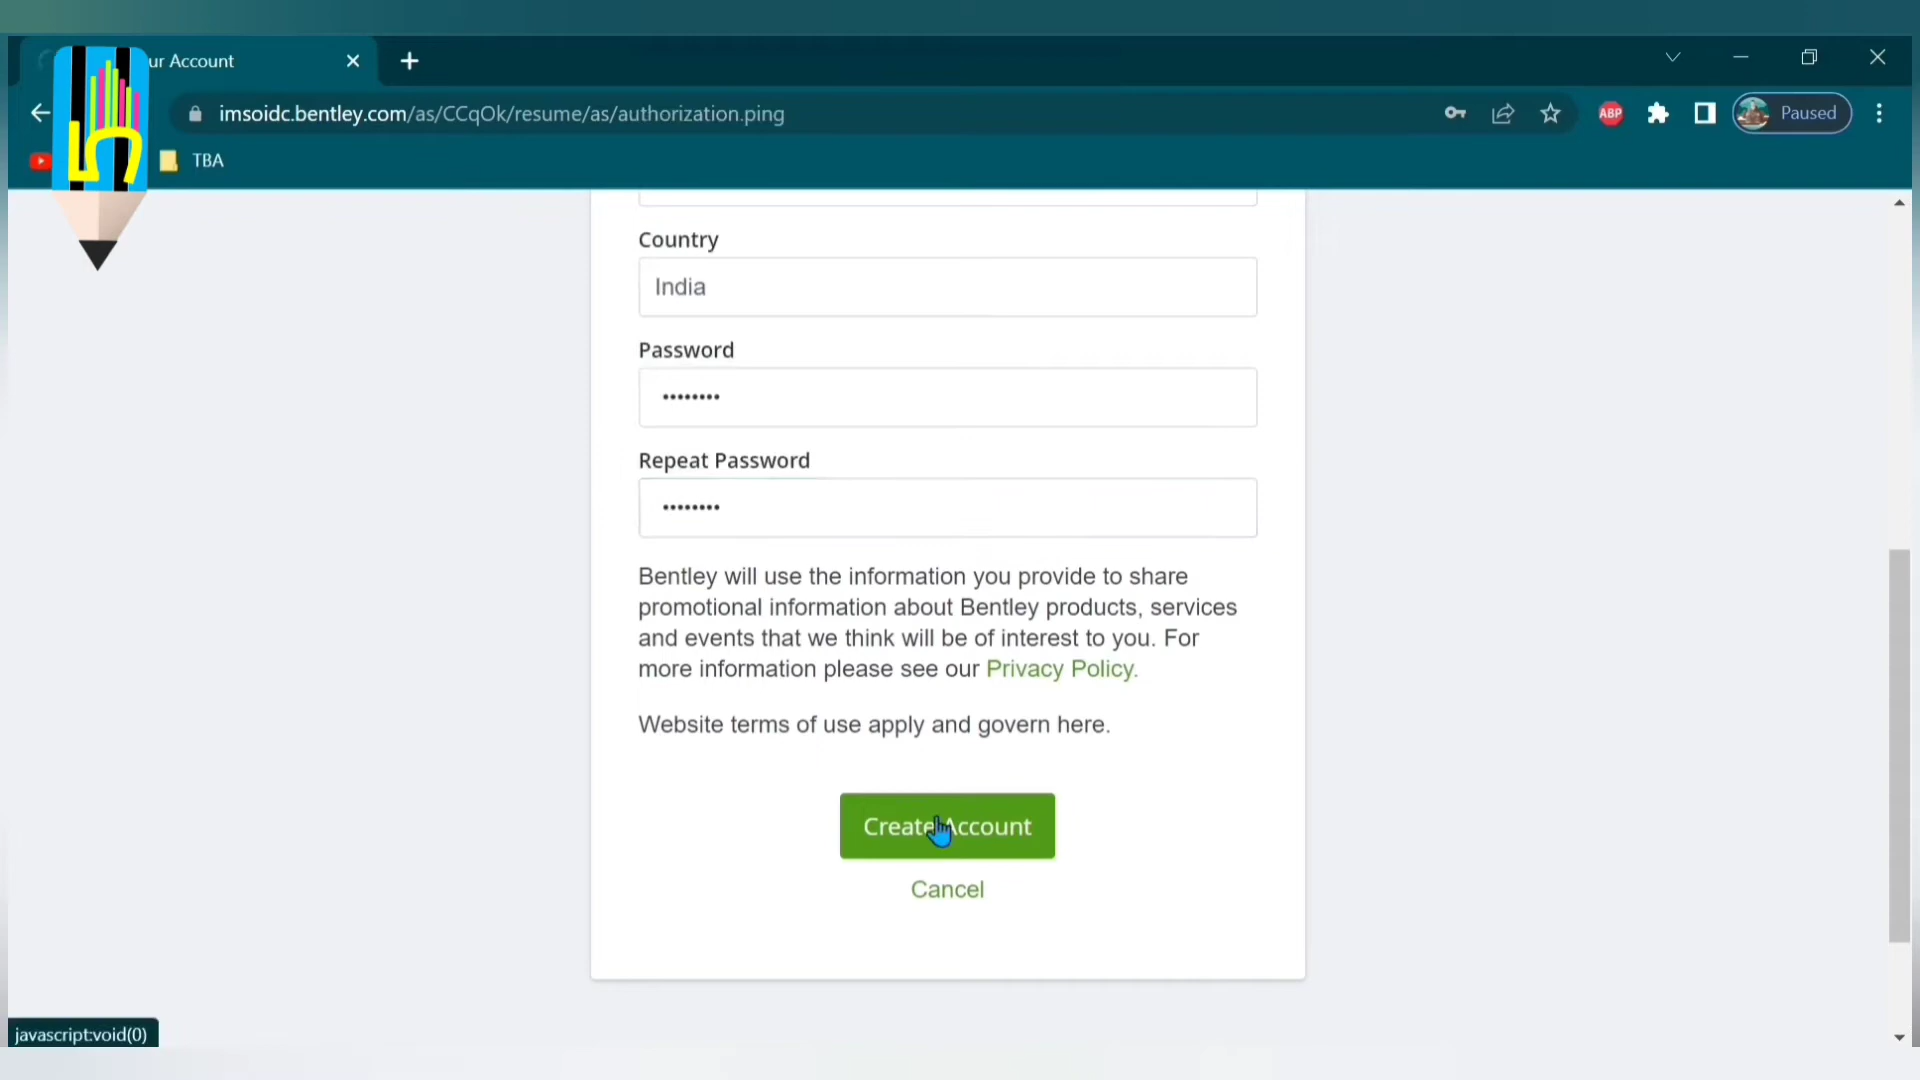 ur Account
imsoidc.bentley.com/as/CCqOk/resume/as/authorization.ping
ABP
Paused
TBA
Country
India
Password
••••••••
Repeat Password
••••••••
Bentley will use the information you provide to share
promotional information about Bentley products, services
and events that we think will be of interest to you. For
more information please see our Privacy Policy.
Website terms of use apply and govern here.
Create Account
Cancel
javascript:void(0)